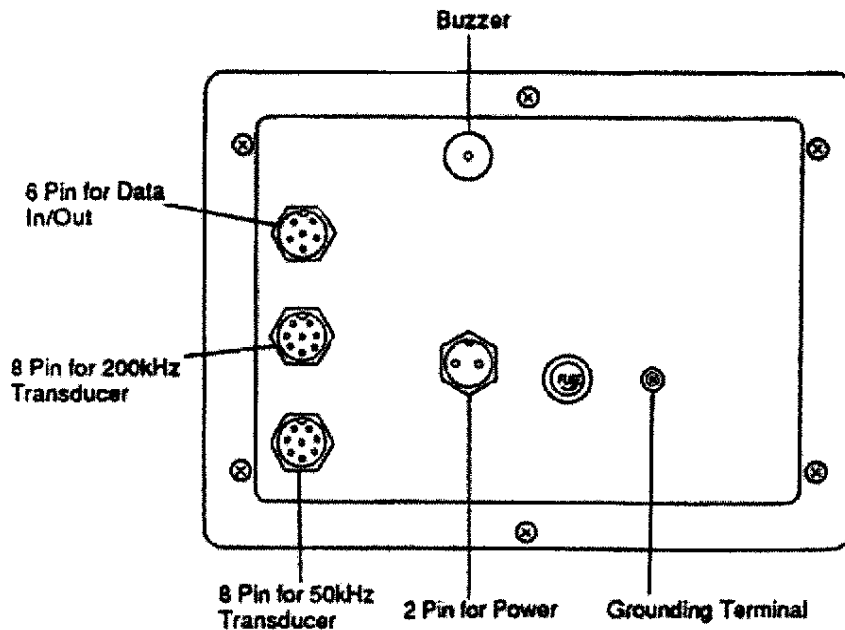 Buzzer
6 Pin for Data
In/Out
8 Pin for 200kHz
Transducer
FUSE
8 Pin for 50kHz
Transducer
2 Pin for Power
Grounding Terminal